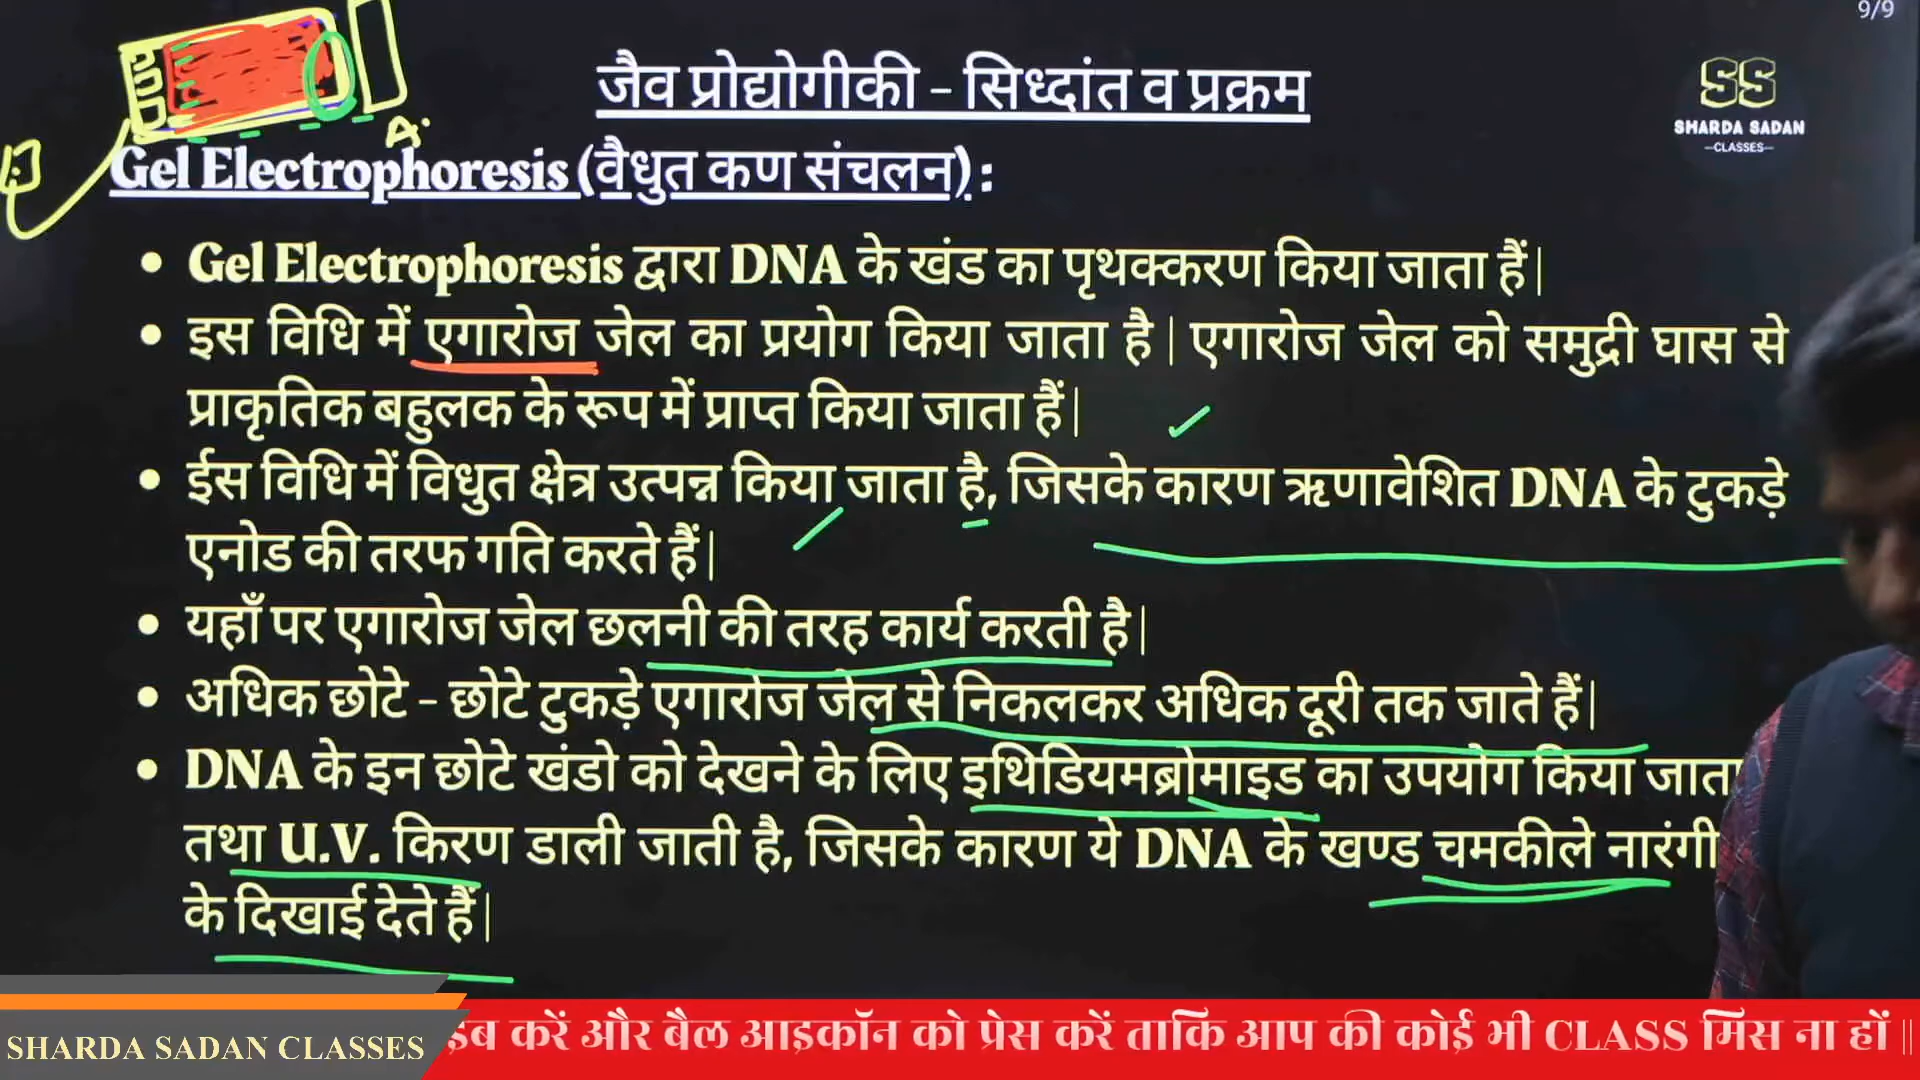 9/9
जैव प्रोद्योगीकी – सिध्दांत व प्रक्रम
SS
SHARDA SADAN
—CLASSES—
A.
Gel Electrophoresis (वैधुत कण संचलन) :
• Gel Electrophoresis द्वारा DNA के खंड का पृथक्करण किया जाता हैं|
• इस विधि में एगारोज जेल का प्रयोग किया जाता है | एगारोज जेल को समुद्री घास से
प्राकृतिक बहुलक के रूप में प्राप्त किया जाता हैं|
• ईस विधि में विधुत क्षेत्र उत्पन्न किया जाता है, जिसके कारण ऋणावेशित DNA के टुकड़े
एनोड की तरफ गति करते हैं|
• यहाँ पर एगारोज जेल छलनी की तरह कार्य करती है|
• अधिक छोटे – छोटे टुकड़े एगारोज जेल से निकलकर अधिक दूरी तक जाते हैं|
• DNA के इन छोटे खंडो को देखने के लिए इथिडियमब्रोमाइड का उपयोग किया जाता
तथा U.V. किरण डाली जाती है, जिसके कारण ये DNA के खण्ड चमकीले नारंगी
के दिखाई देते हैं|
SHARDA SADAN CLASSES
करें और बैल आइकॉन को प्रेस करें ताकि आप की कोई भी CLASS मिस ना हों ||